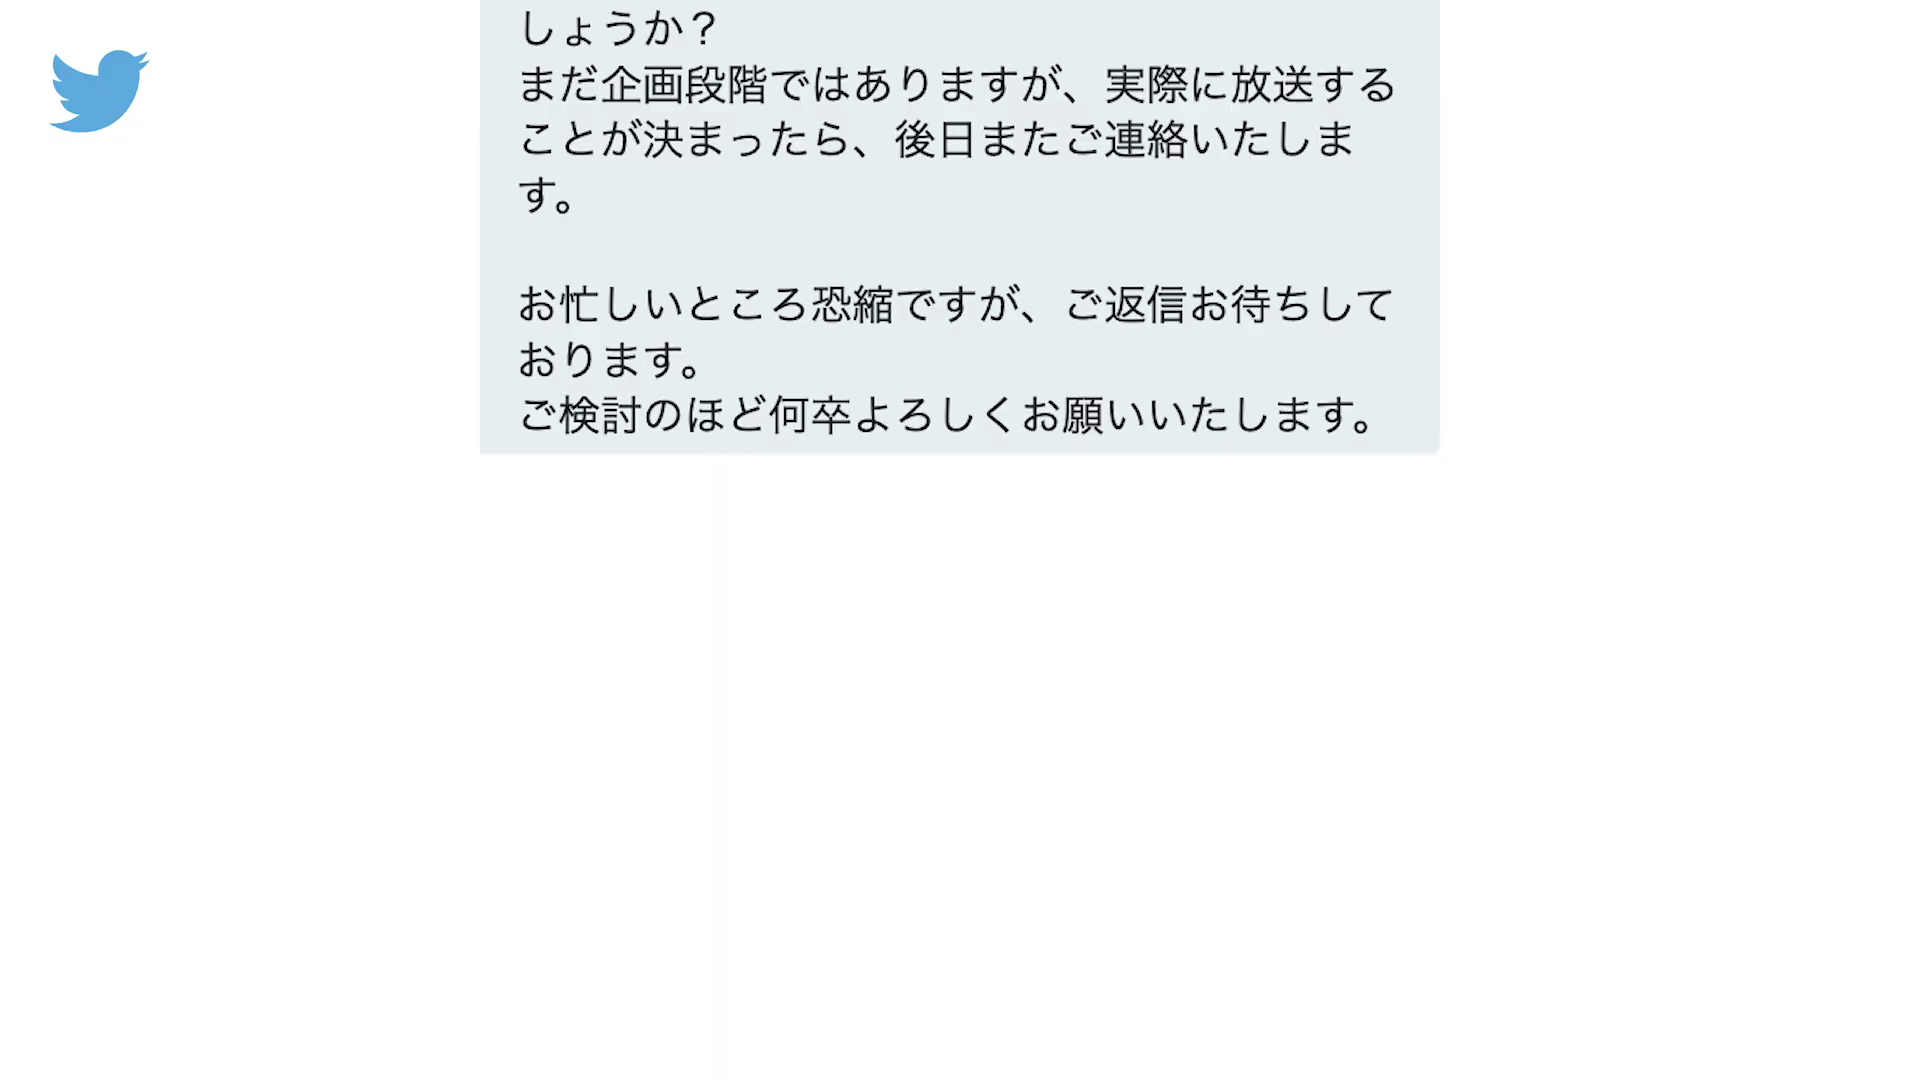 しょうか？
まだ企画段階ではありますが、実際に放送する
ことが決まったら、後日またご連絡いたしま
す。
お忙しいところ恐縮ですが、ご返信お待ちして
おります。
ご検討のほど何卒よろしくお願いいたします。